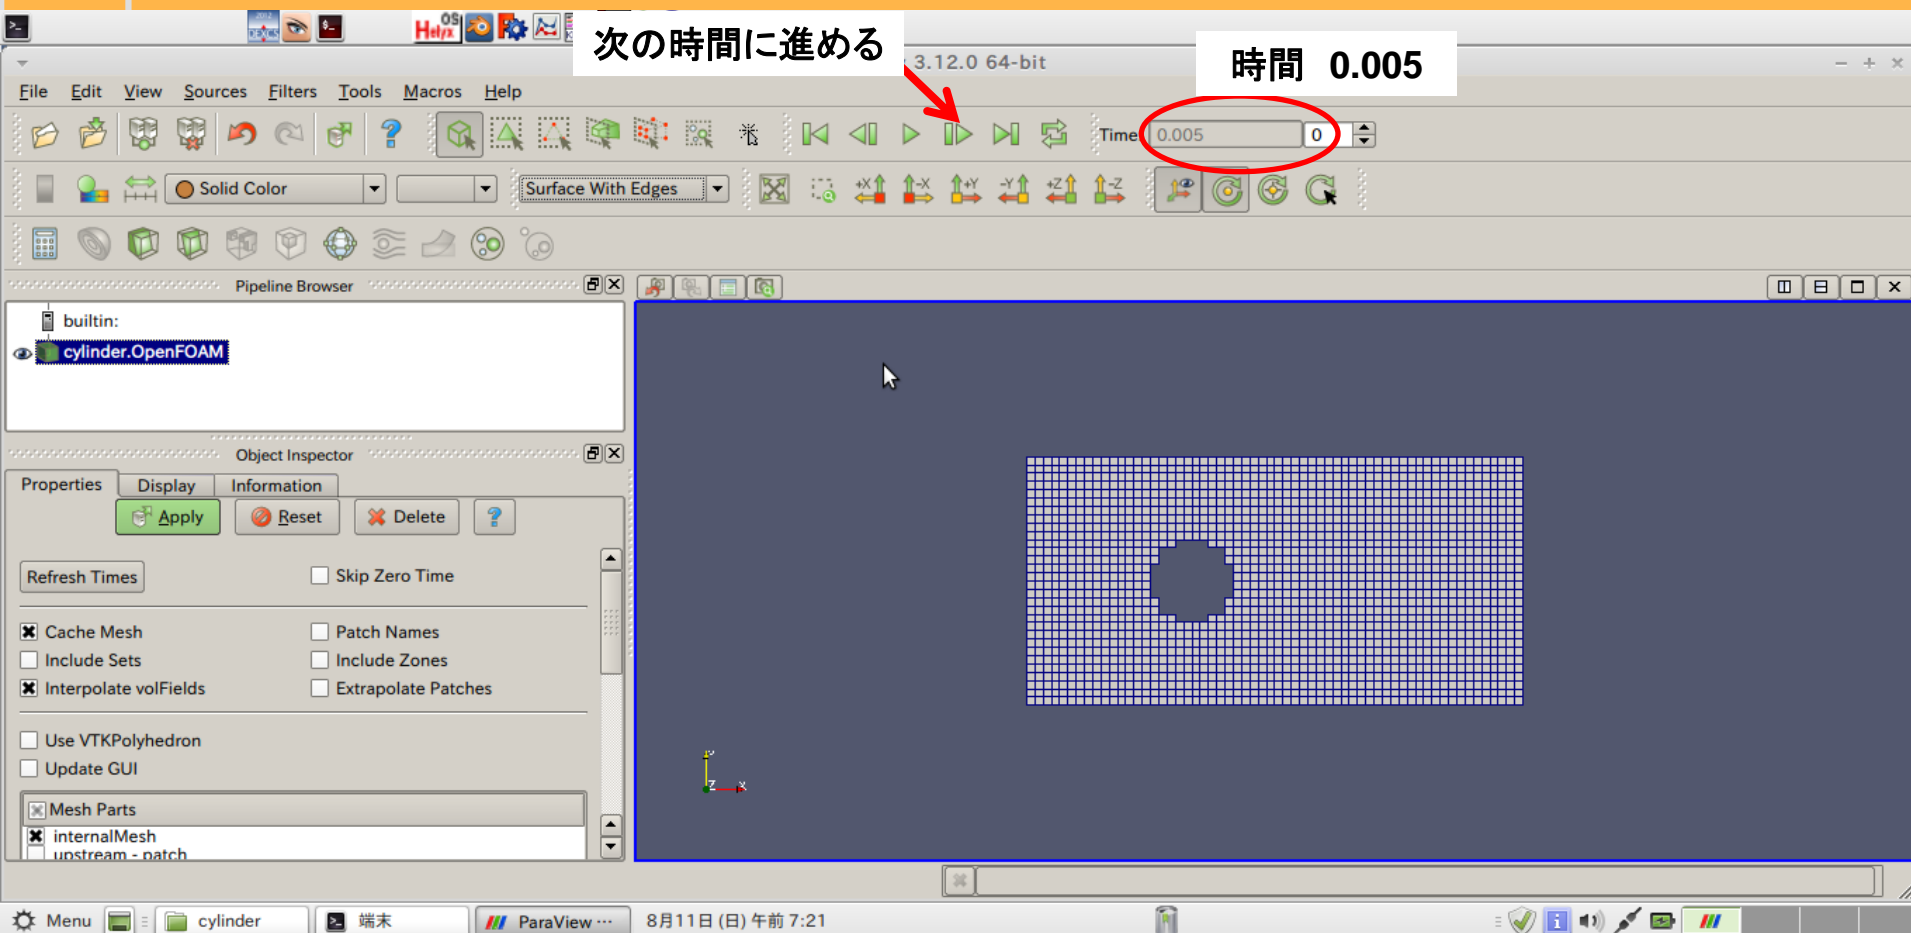 OS
2012
DEXCS
Helyx
次の時間に進める
時間 0.005
3.12.0 64-bit
File Edit View Sources Filters Tools Macros Help
Time 0.005 0
Solid Color
Surface With Edges
+X -X +Y -Y +Z -Z
Pipeline Browser
builtin:
cylinder.OpenFOAM
Object Inspector
Properties Display Information
Apply Reset Delete ?
Refresh Times Skip Zero Time
Cache Mesh Patch Names
Include Sets Include Zones
Interpolate volFields Extrapolate Patches
Use VTKPolyhedron
Update GUI
Mesh Parts
internalMesh
upstream - patch
Y
Z X
Menu cylinder 端末 ParaView ... 8月11日 (日) 午前 7:21